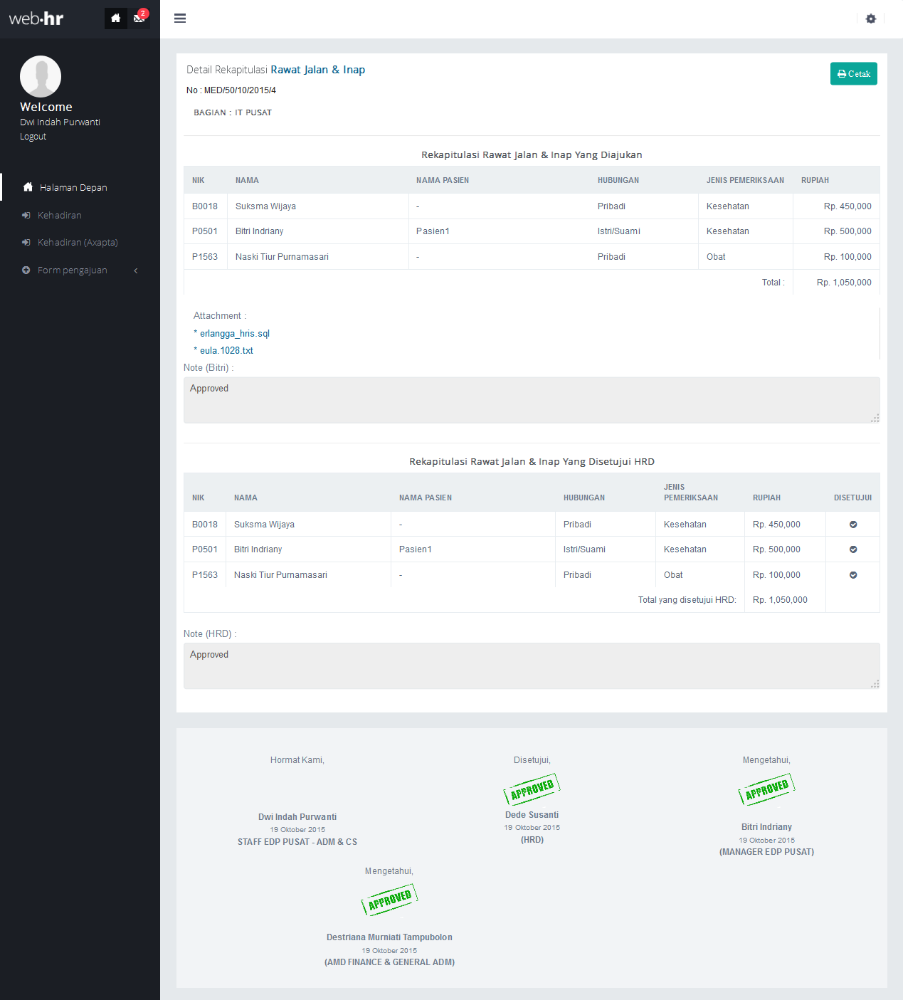 web·hr
2
Welcome
Dwi Indah Purwanti
Logout
Halaman Depan
Kehadiran
Kehadiran (Axapta)
Form pengajuan
Detail Rekapitulasi Rawat Jalan & Inap
Cetak
No : MED/50/10/2015/4
BAGIAN : IT PUSAT
Rekapitulasi Rawat Jalan & Inap Yang Diajukan
NIK NAMA NAMA PASIEN HUBUNGAN JENIS PEMERIKSAAN RUPIAH
B0018 Suksma Wijaya - Pribadi Kesehatan Rp. 450,000
P0501 Bitri Indriany Pasien1 Istri/Suami Kesehatan Rp. 500,000
P1563 Naski Tiur Purnamasari - Pribadi Obat Rp. 100,000
Total : Rp. 1,050,000
Attachment :
* erlangga_hris.sql
* eula.1028.txt
Note (Bitri) :
Approved
Rekapitulasi Rawat Jalan & Inap Yang Disetujui HRD
NIK NAMA NAMA PASIEN HUBUNGAN JENIS PEMERIKSAAN RUPIAH DISETUJUI
B0018 Suksma Wijaya - Pribadi Kesehatan Rp. 450,000
P0501 Bitri Indriany Pasien1 Istri/Suami Kesehatan Rp. 500,000
P1563 Naski Tiur Purnamasari - Pribadi Obat Rp. 100,000
Total yang disetujui HRD: Rp. 1,050,000
Note (HRD) :
Approved
Hormat Kami,
Dwi Indah Purwanti
19 Oktober 2015
STAFF EDP PUSAT - ADM & CS
Disetujui,
APPROVED
Dede Susanti
19 Oktober 2015
(HRD)
Mengetahui,
APPROVED
Bitri Indriany
19 Oktober 2015
(MANAGER EDP PUSAT)
Mengetahui,
APPROVED
Destriana Murniati Tampubolon
19 Oktober 2015
(AMD FINANCE & GENERAL ADM)